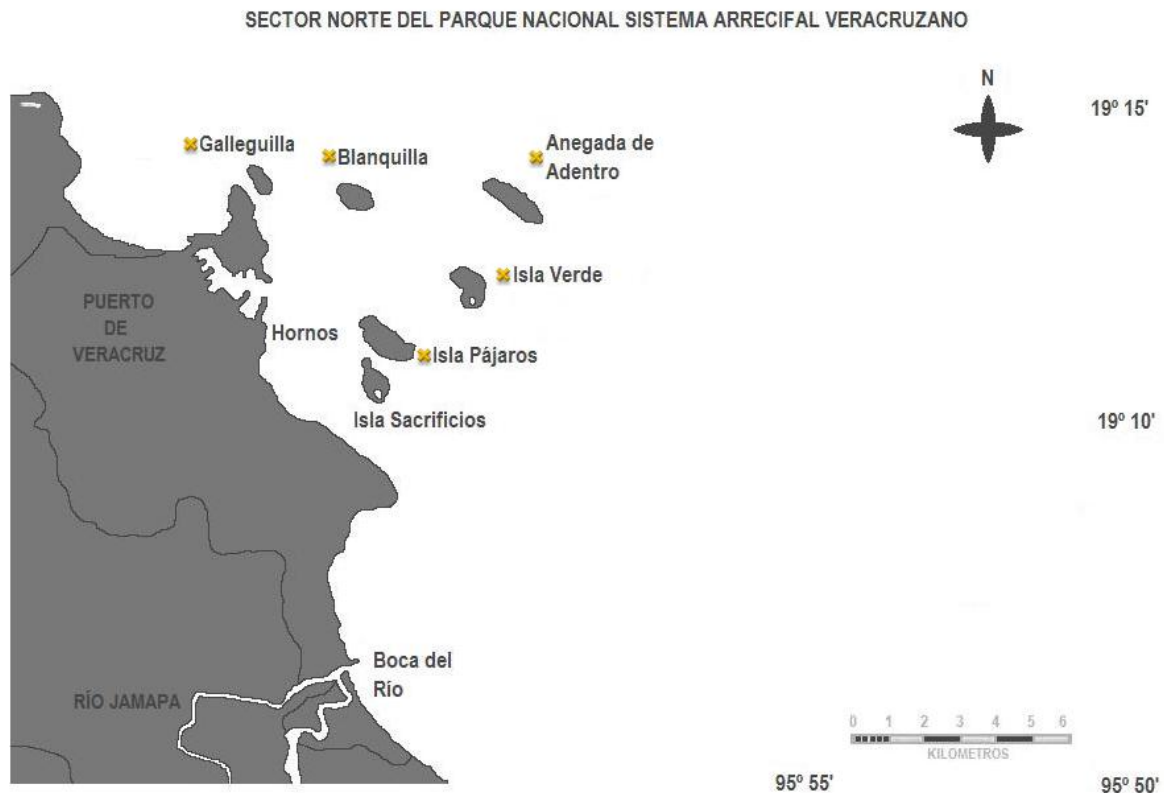 SECTOR NORTE DEL PARQUE NACIONAL SISTEMA ARRECIFAL VERACRUZANO
N
19º 15'
Galleguilla
Blanquilla
Anegada de
Adentro
Isla Verde
PUERTO
DE
VERACRUZ
Hornos
Isla Pájaros
Isla Sacrificios
19º 10'
Boca del
Río
RÍO JAMAPA
0 1 2 3 4 5 6
KILOMETROS
95º 55'
95º 50'